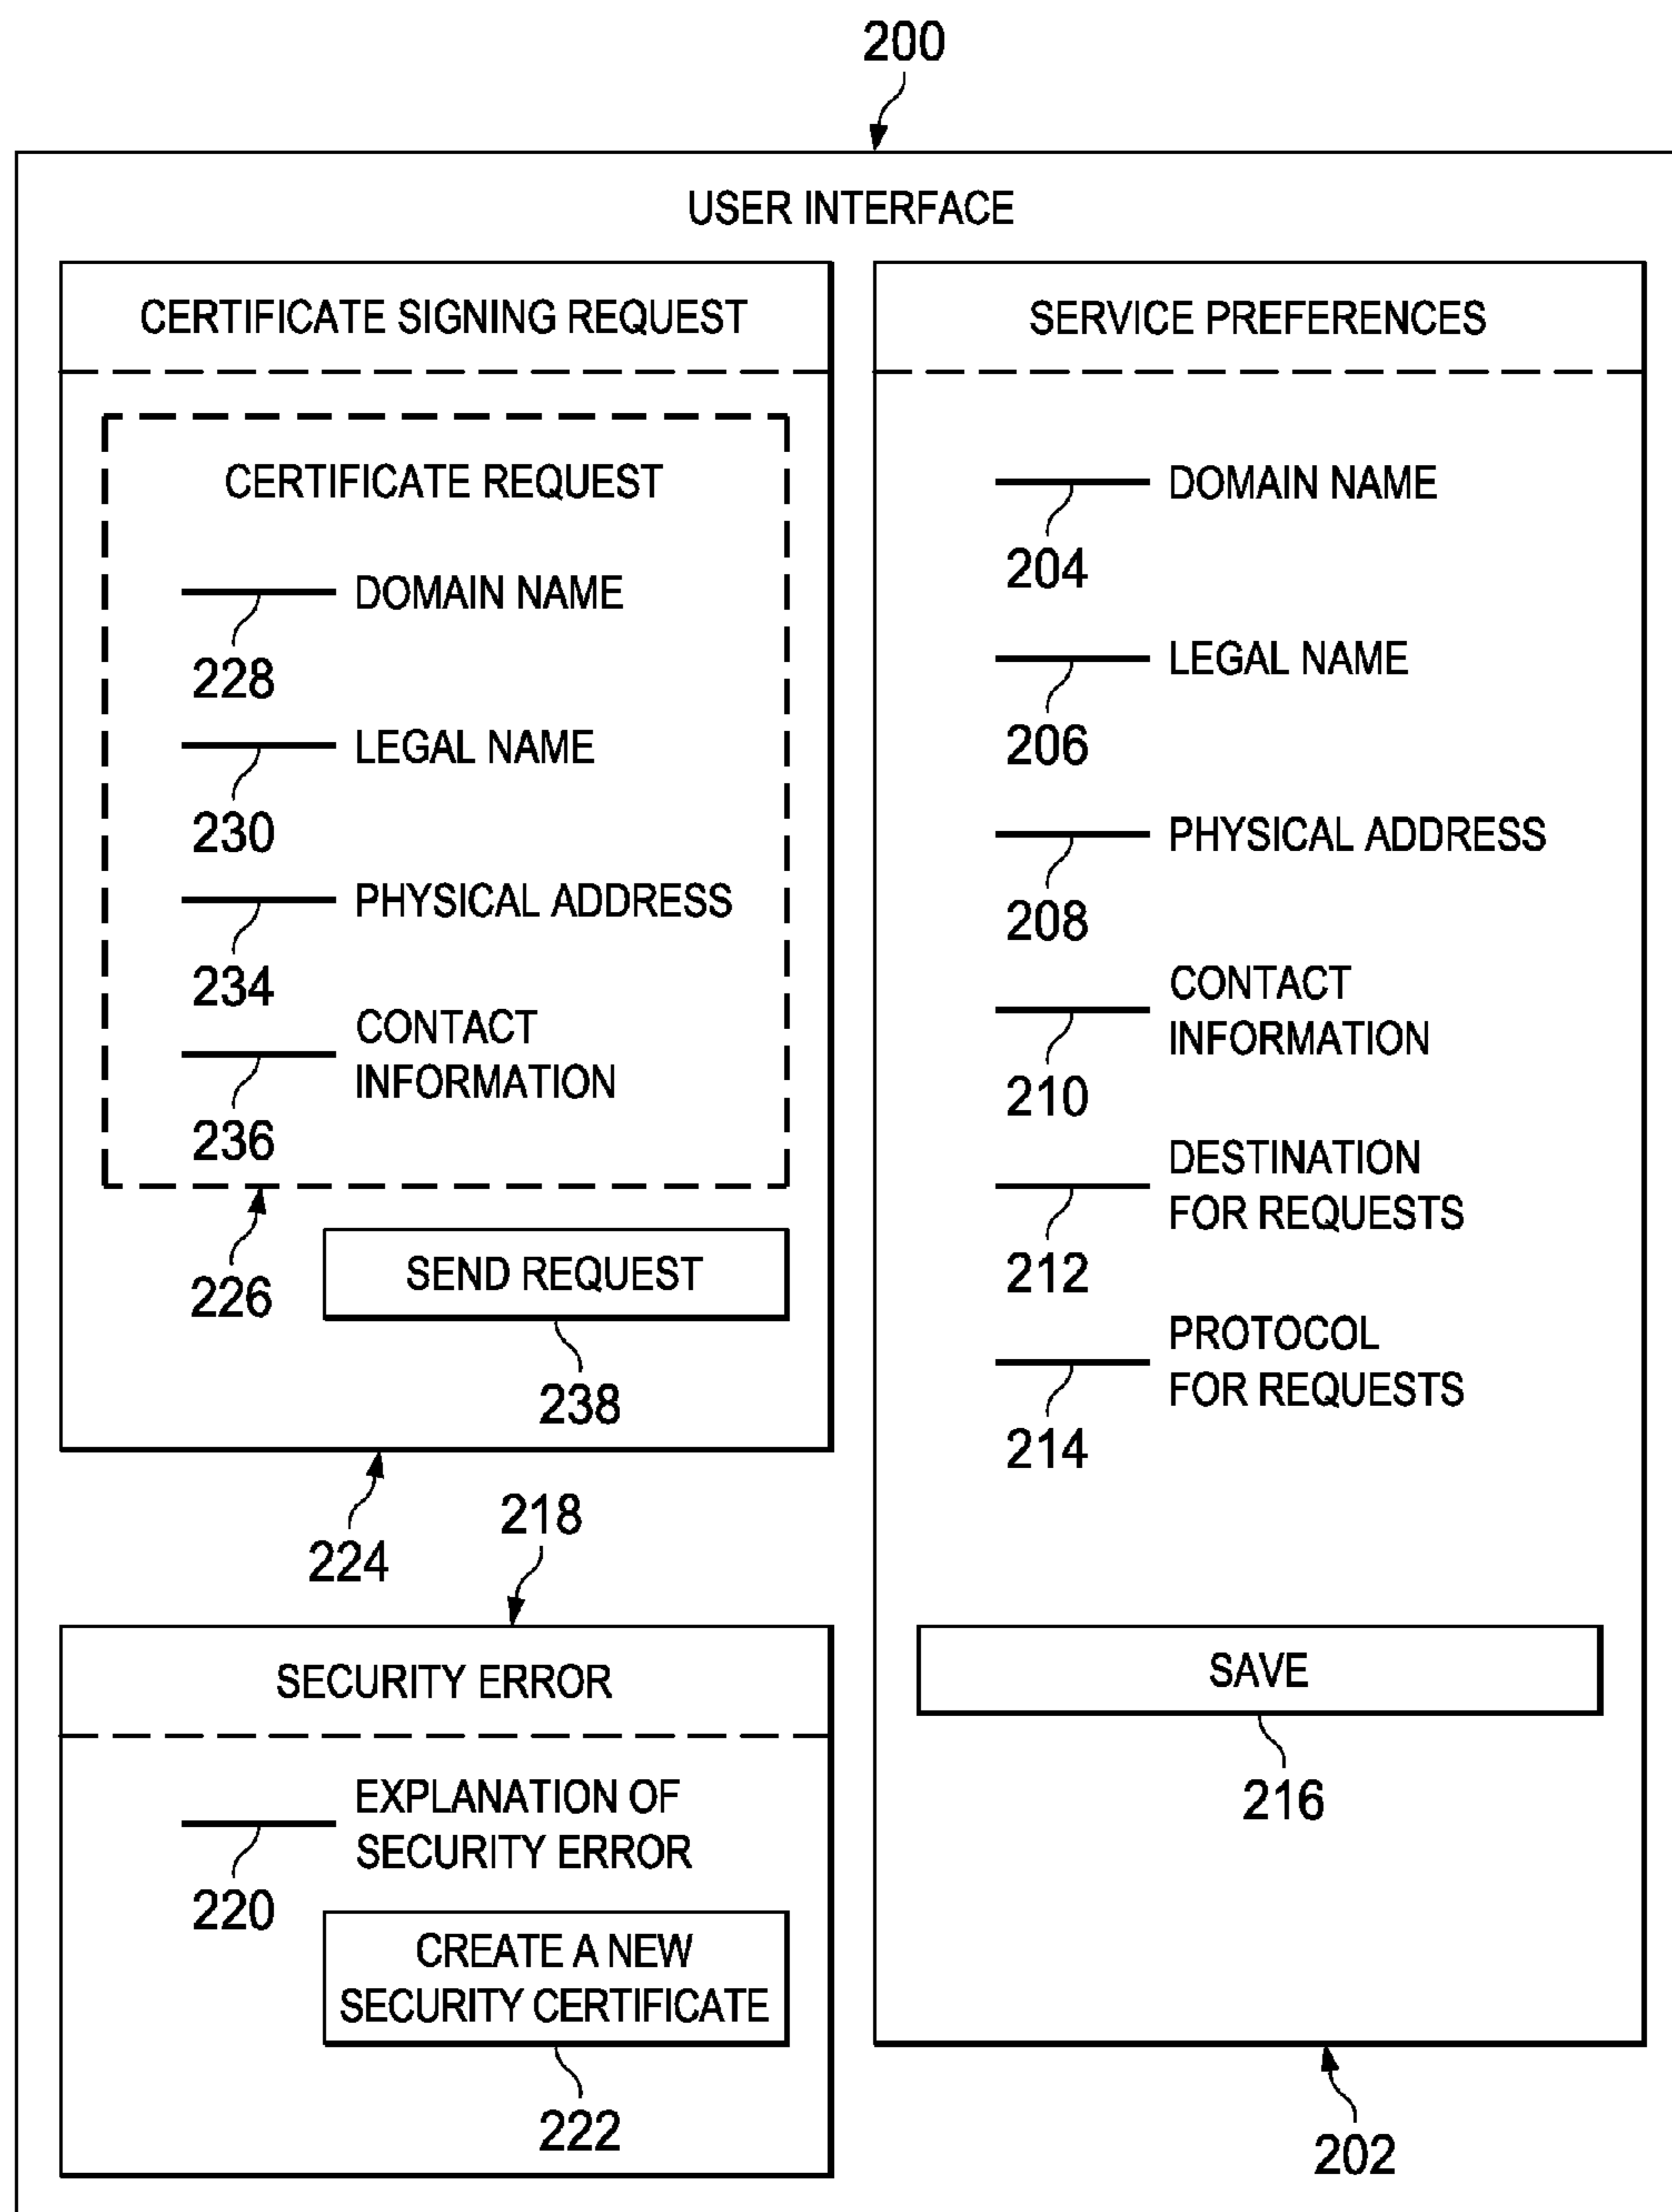 200
USER INTERFACE
CERTIFICATE SIGNING REQUEST
CERTIFICATE REQUEST
DOMAIN NAME
228
LEGAL NAME
230
PHYSICAL ADDRESS
234
CONTACT
INFORMATION
236
226
SEND REQUEST
238
224
218
SECURITY ERROR
EXPLANATION OF
SECURITY ERROR
220
CREATE A NEW
SECURITY CERTIFICATE
222
SERVICE PREFERENCES
DOMAIN NAME
204
LEGAL NAME
206
PHYSICAL ADDRESS
208
CONTACT
INFORMATION
210
DESTINATION
FOR REQUESTS
212
PROTOCOL
FOR REQUESTS
214
SAVE
216
202